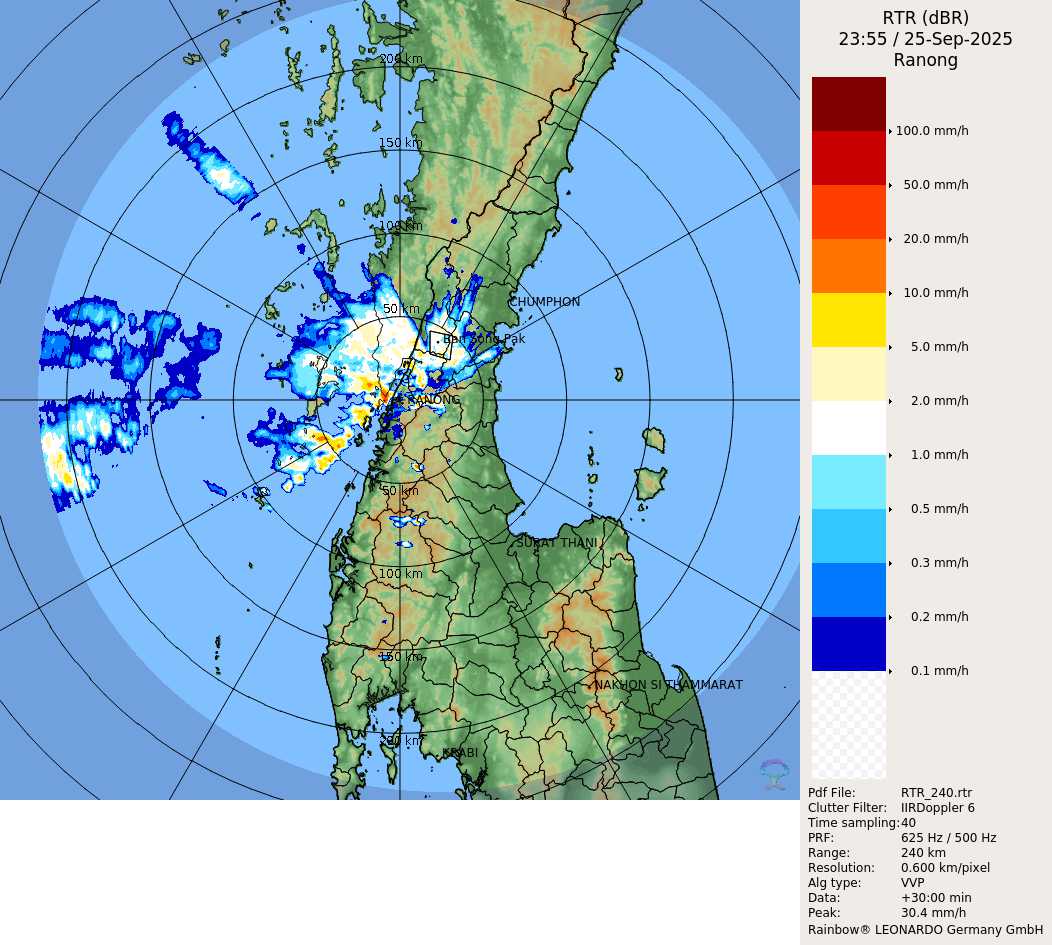 RTR (dBR)
23:55 / 25-Sep-2025
Ranong
100.0 mm/h
50.0 mm/h
20.0 mm/h
10.0 mm/h
5.0 mm/h
2.0 mm/h
1.0 mm/h
0.5 mm/h
0.3 mm/h
0.2 mm/h
0.1 mm/h
200 km
150 km
100 km
50 km
CHUMPHON
Ban Song Pak
RANONG
50 km
SURAT THANI
100 km
150 km
NAKHON SI THAMMARAT
200 km
KRABI
Pdf File: RTR_240.rtr
Clutter Filter: IIRDoppler 6
Time sampling: 40
PRF: 625 Hz / 500 Hz
Range: 240 km
Resolution: 0.600 km/pixel
Alg type: VVP
Data: +30:00 min
Peak: 30.4 mm/h
Rainbow® LEONARDO Germany GmbH